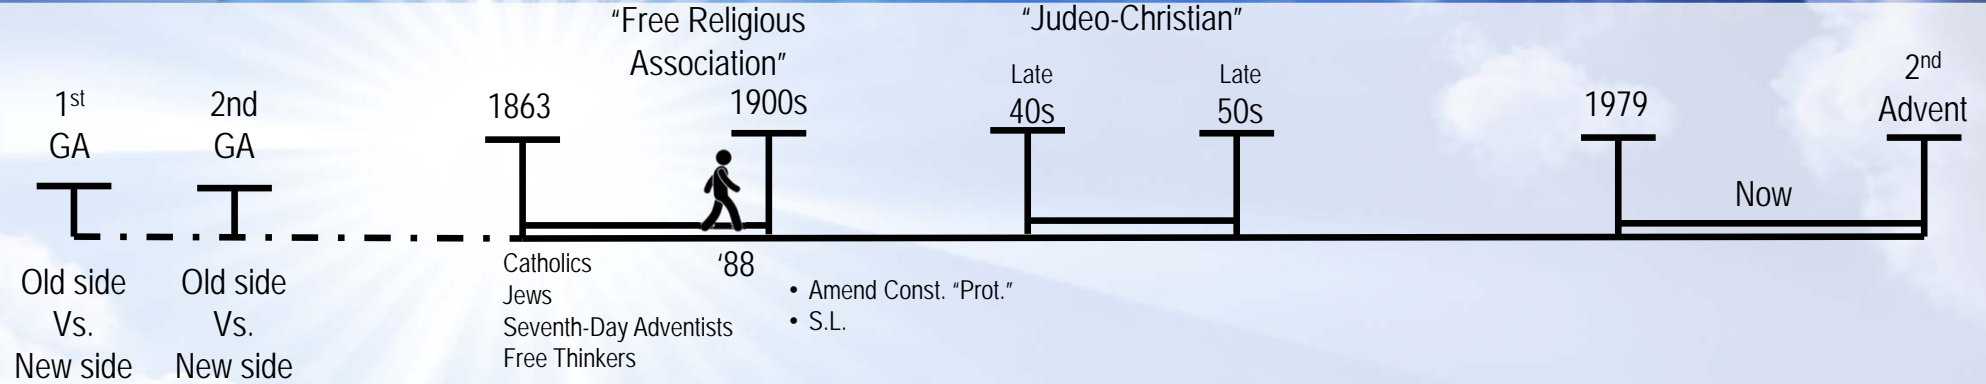 “Free Religious
Association”
“Judeo-Christian”
1st
GA
2nd
GA
1863
1900s
Late
40s
Late
50s
1979
2nd
Advent
Now
Old side
Vs.
New side
Old side
Vs.
New side
Catholics
Jews
Seventh-Day Adventists
Free Thinkers
‘88
• Amend Const. “Prot.”
• S.L.